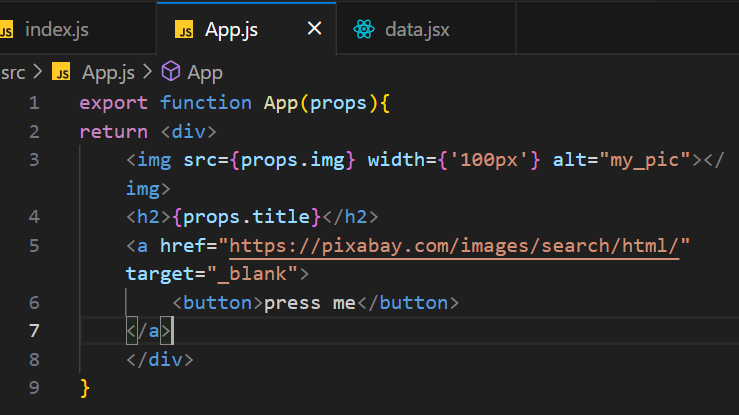 index.js App.js × data.jsx
src > JS App.js > App
1 export function App(props){
2 return <div>
3 <img src={props.img} width={'100px'} alt="my_pic"></
img>
4 <h2>{props.title}</h2>
5 <a href="https://pixabay.com/images/search/html/"
target="_blank">
6 <button>press me</button>
7 </a>
8 </div>
9 }